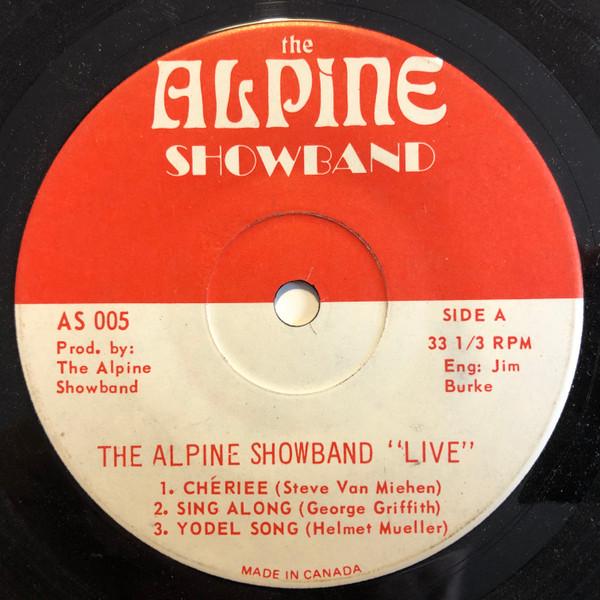 the
ALPINE
SHOWBAND
AS 005
Prod. by:
The Alpine
Showband
SIDE A
33 1/3 RPM
Eng: Jim
Burke
THE ALPINE SHOWBAND "LIVE"
1. CHÉRIEE (Steve Van Miehen)
2. SING ALONG (George Griffith)
3. YODEL SONG (Helmet Mueller)
MADE IN CANADA